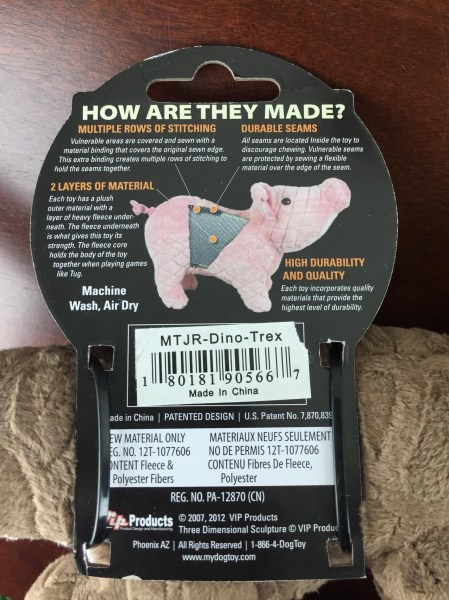 HOW ARE THEY MADE?
MULTIPLE ROWS OF STITCHING
Vulnerable areas are covered and sewn with a
material binding that covers the original sewn edge.
This extra binding creates multiple rows of stitching to
hold the seams together.
DURABLE SEAMS
All seams are located inside the toy to
discourage chewing. Vulnerable seams
are protected by sewing a flexible
material over the edge of the seam.
2 LAYERS OF MATERIAL
Each toy has a plush
outer material with a
layer of heavy fleece under-
neath. The fleece underneath
is what gives this toy its
strength. The fleece core
holds the body of the toy
together when playing games
like Tug.
Machine
Wash, Air Dry
HIGH DURABILITY
AND QUALITY
Each toy incorporates quality
materials that provide the
highest level of durability.
MTJR-Dino-Trex
1 80181 90566 7
Made In China
ade in China | PATENTED DESIGN | U.S. Patent No. 7,870,839
EW MATERIAL ONLY
EG. NO. 12T-1077606
ONTENT Fleece &
Polyester Fibers
MATERIAUX NEUFS SEULEMENT
NO DE PERMIS 12T-1077606
CONTENU Fibres De Fleece,
Polyester
REG. NO. PA-12870 (CN)
vip Products
© 2007, 2012 VIP Products
Three Dimensional Sculpture © VIP Produc
Phoenix AZ | All Rights Reserved | 1-866-4-DogToy
www.mydogtoy.com